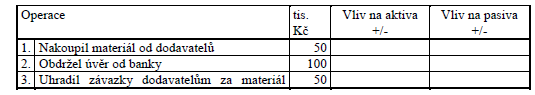 Operace tis. Kč Vliv na aktiva +/- Vliv na pasiva +/-
1. Nakoupil materiál od dodavatelů 50
2. Obdržel úvěr od banky 100
3. Uhradil závazky dodavatelům za materiál 50